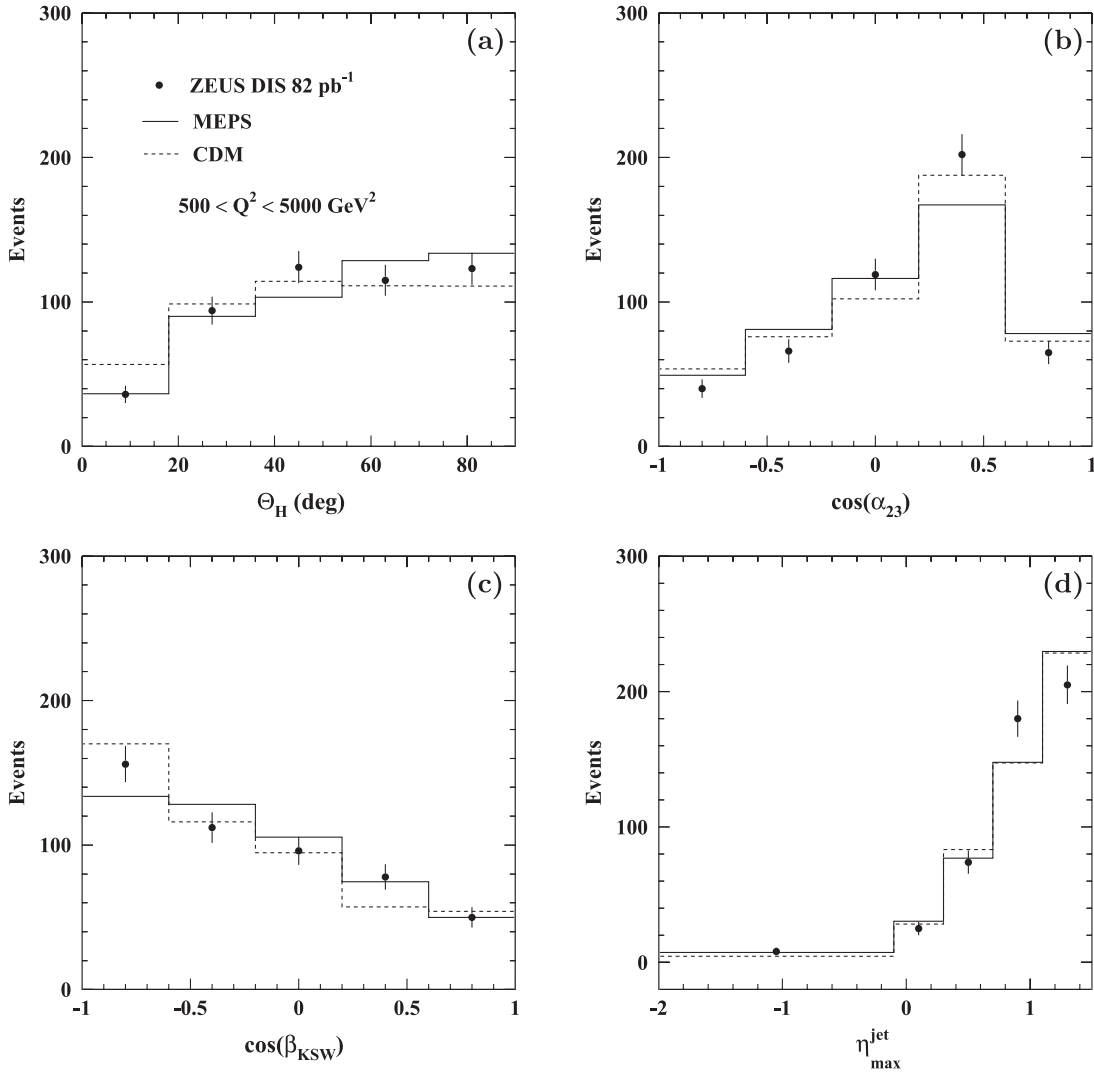 300
200
100
0
Events
(a)
ZEUS DIS 82 pb⁻¹
MEPS
CDM
500 < Q² < 5000 GeV²
0 20 40 60 80
Θ_H (deg)
300
200
100
0
Events
(b)
-1 -0.5 0 0.5 1
cos(α₂₃)
300
200
100
0
Events
(c)
-1 -0.5 0 0.5 1
cos(β_KSW)
300
200
100
0
Events
(d)
-2 -1 0 1
η_max^jet